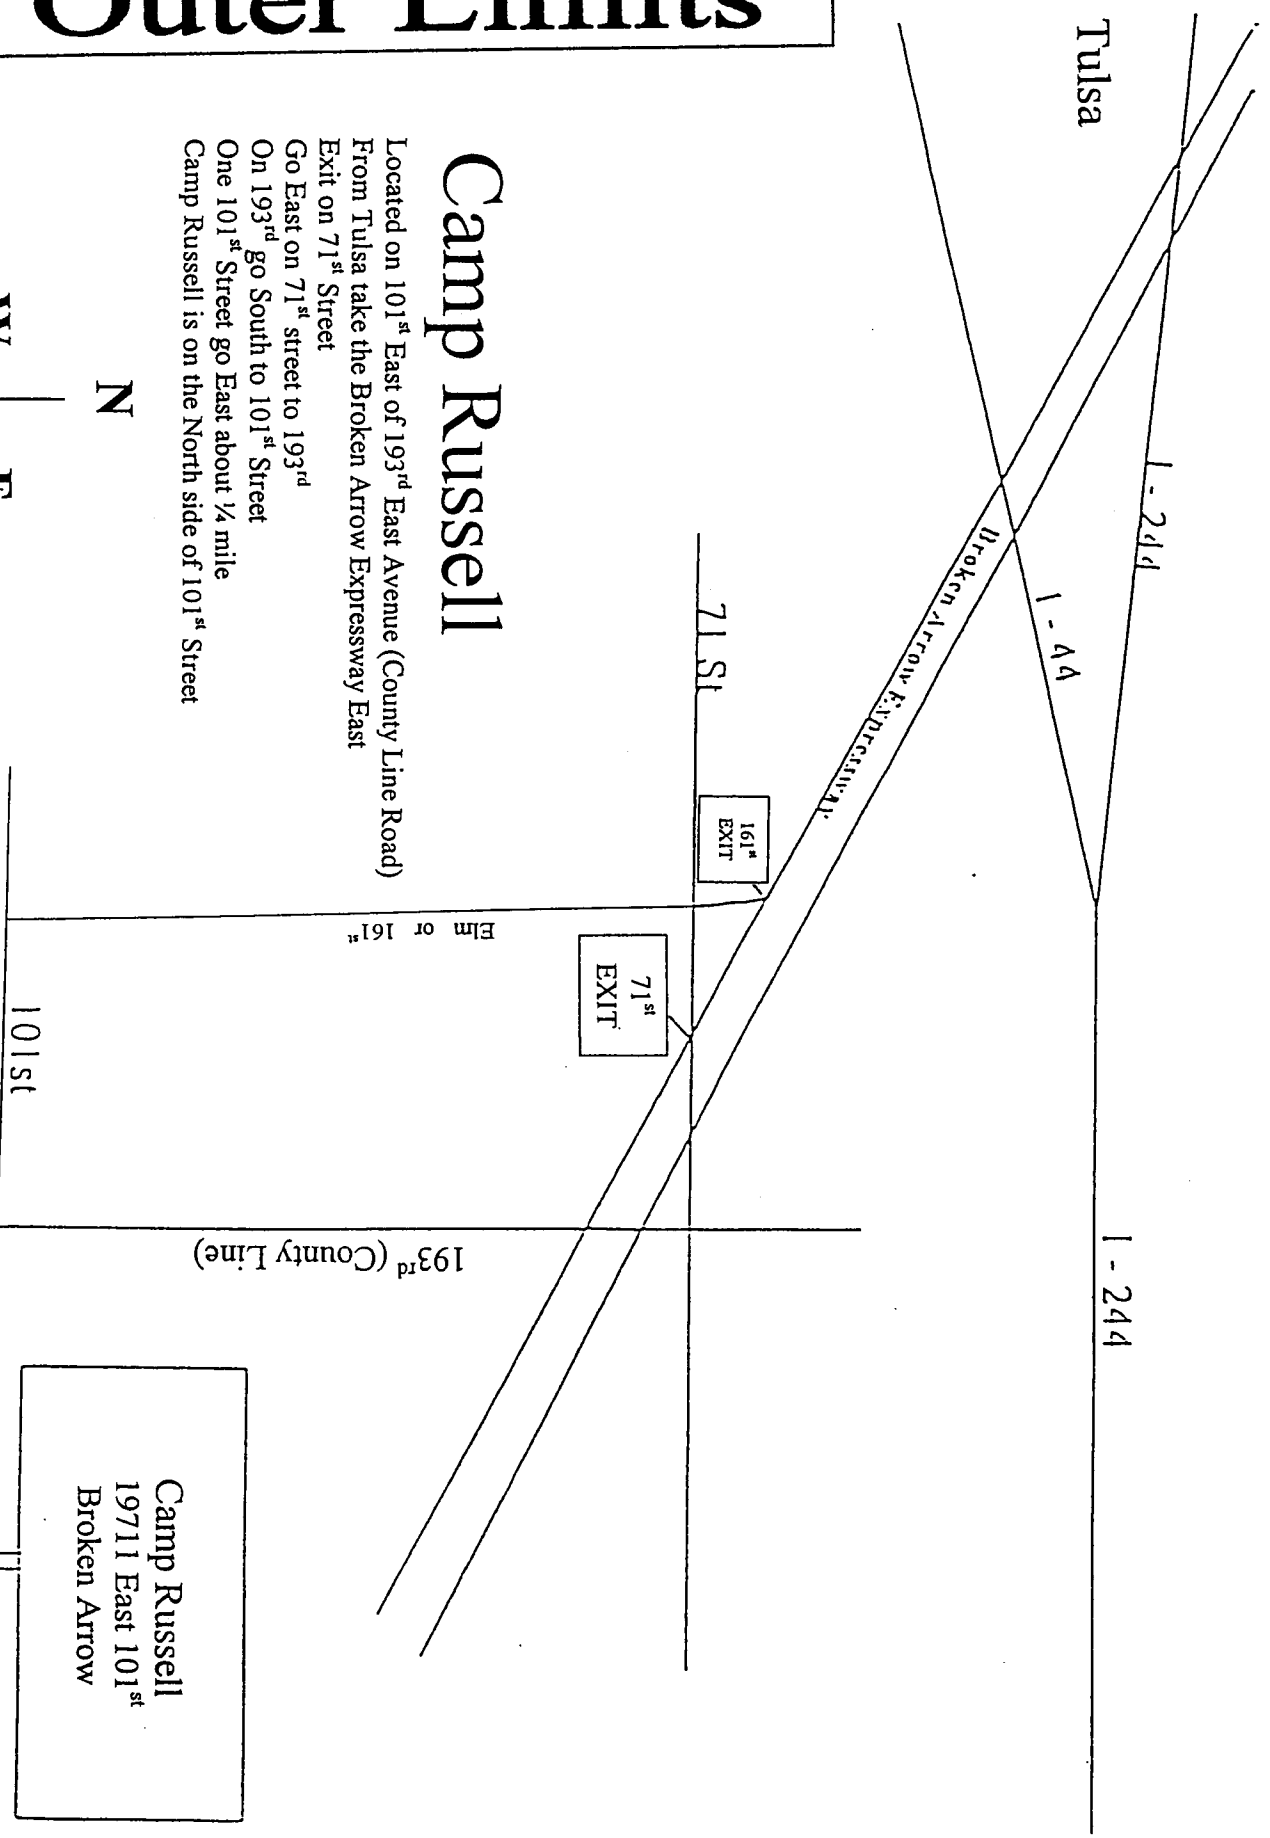 Outer Limits
Tulsa
I - 244
I - 44
Broken Arrow Expressway
I - 244
71 St
161st
EXIT
71st
EXIT
Elm or 161st
193rd (County Line)
101st
Camp Russell
Located on 101st East of 193rd East Avenue (County Line Road)
From Tulsa take the Broken Arrow Expressway East
Exit on 71st Street
Go East on 71st street to 193rd
On 193rd go South to 101st Street
One 101st Street go East about ¼ mile
Camp Russell is on the North side of 101st Street
N
W
E
Camp Russell
19711 East 101st
Broken Arrow